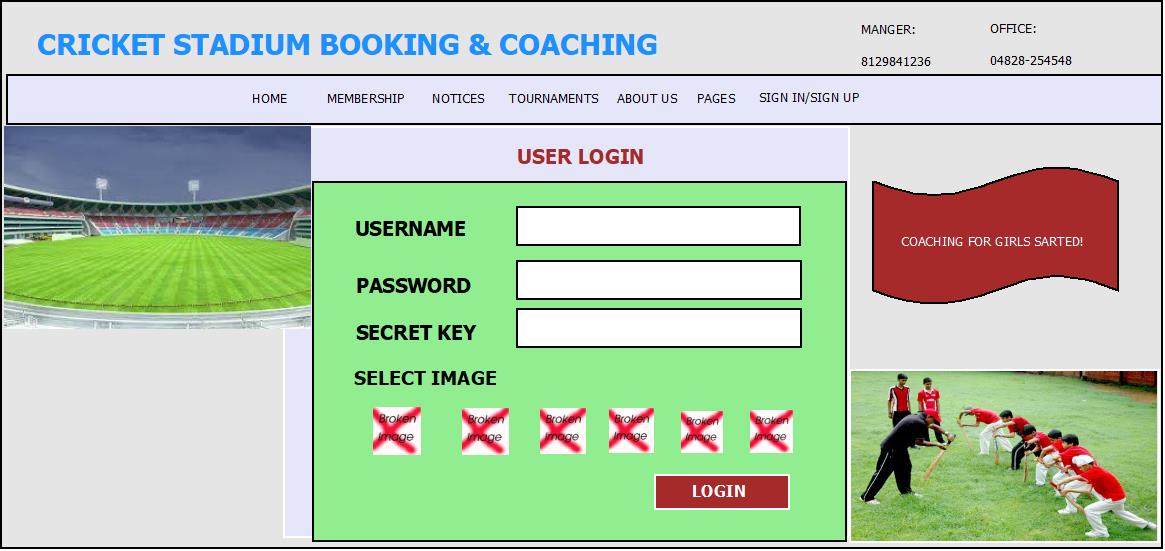 CRICKET STADIUM BOOKING & COACHING
MANGER:
8129841236
OFFICE:
04828-254548
HOME
MEMBERSHIP
NOTICES
TOURNAMENTS
ABOUT US
PAGES
SIGN IN/SIGN UP
USER LOGIN
USERNAME
PASSWORD
SECRET KEY
SELECT IMAGE
Broken
Image
Broken
Image
Broken
Image
Broken
Image
Broken
Image
Broken
Image
LOGIN
COACHING FOR GIRLS SARTED!